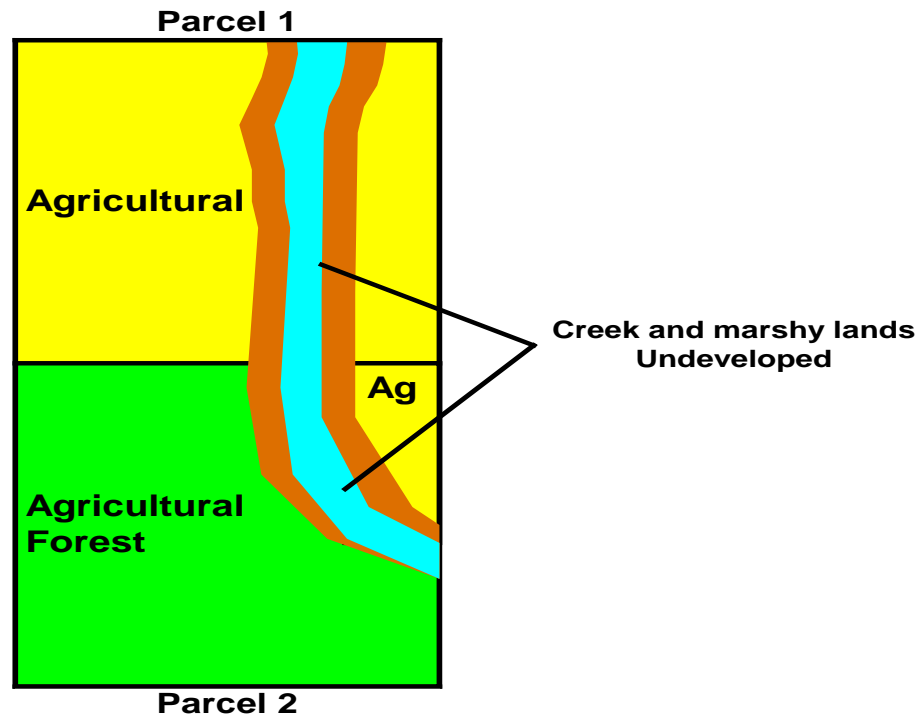 Parcel 1
Agricultural
Creek and marshy lands
Undeveloped
Ag
Agricultural
Forest
Parcel 2